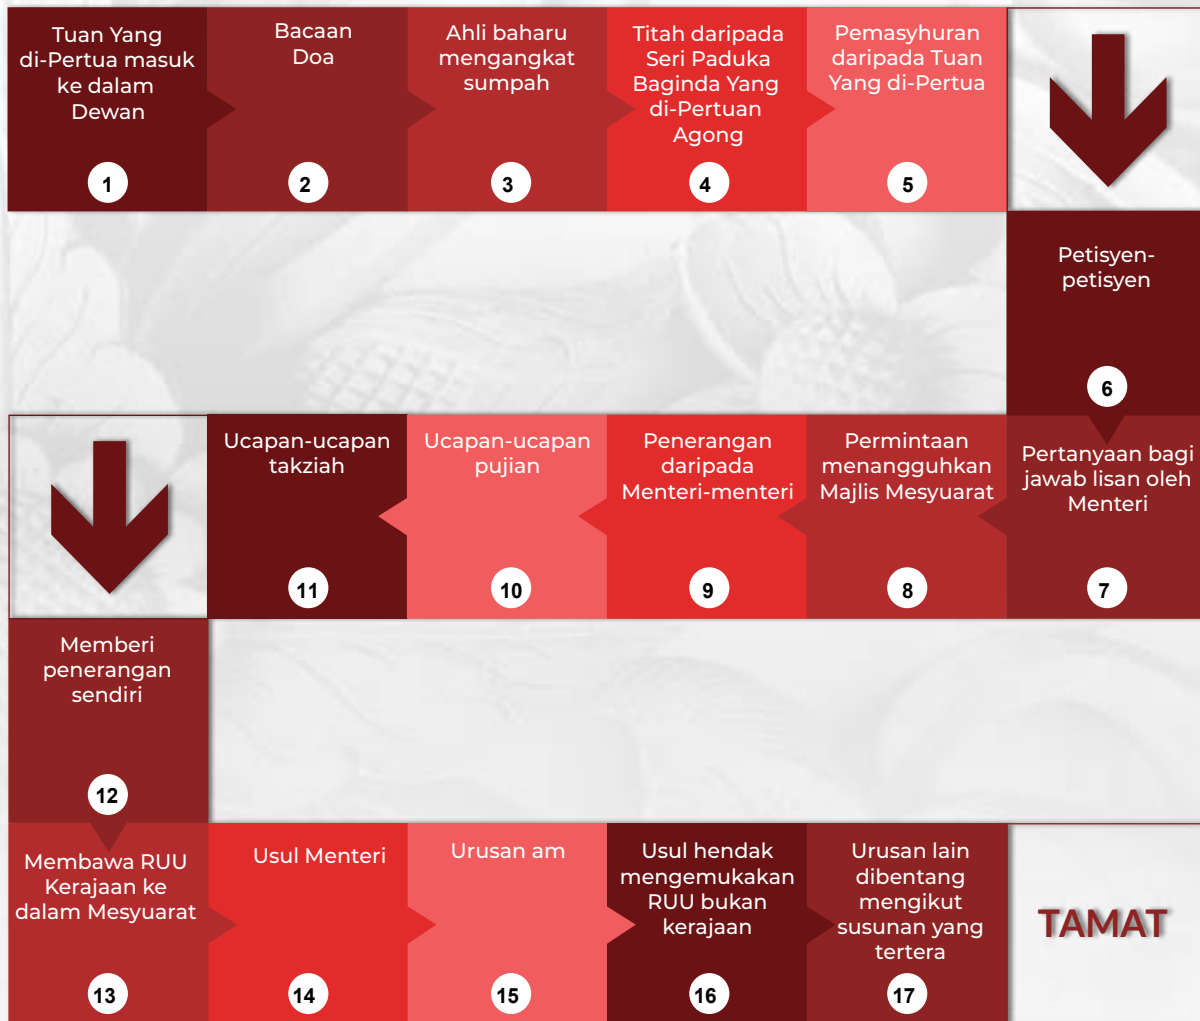 Tuan Yang
di-Pertua masuk
ke dalam
Dewan
1
Bacaan
Doa
2
Ahli baharu
mengangkat
sumpah
3
Titah daripada
Seri Paduka
Baginda Yang
di-Pertuan
Agong
4
Pemasyhuran
daripada Tuan
Yang di-Pertua
5
Petisyen-
petisyen
6
Pertanyaan bagi
jawab lisan oleh
Menteri
7
Permintaan
menangguhkan
Majlis Mesyuarat
8
Penerangan
daripada
Menteri-menteri
9
Ucapan-ucapan
pujian
10
Ucapan-ucapan
takziah
11
Memberi
penerangan
sendiri
12
Membawa RUU
Kerajaan ke
dalam Mesyuarat
13
Usul Menteri
14
Urusan am
15
Usul hendak
mengemukakan
RUU bukan
kerajaan
16
Urusan lain
dibentang
mengikut
susunan yang
tertera
17
TAMAT